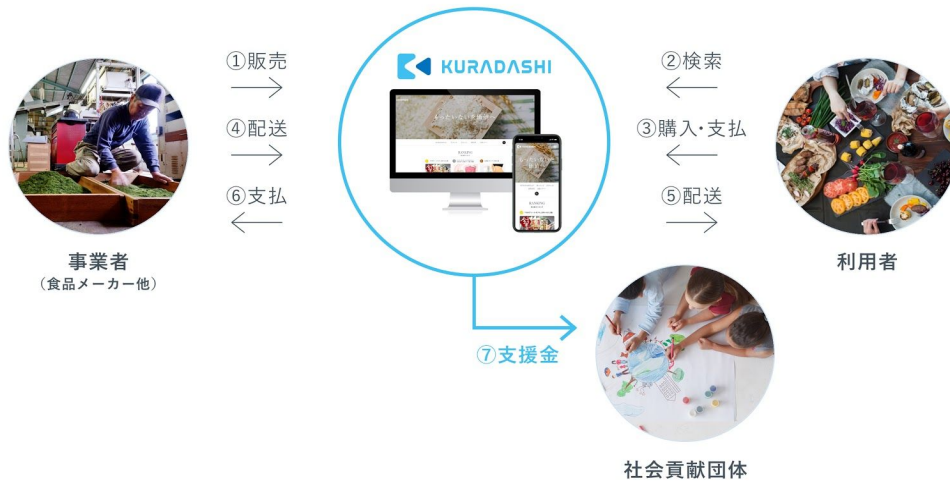 ①販売
④配送
⑥支払
KURADASHI
②検索
③購入・支払
⑤配送
事業者
（食品メーカー他）
利用者
⑦支援金
社会貢献団体